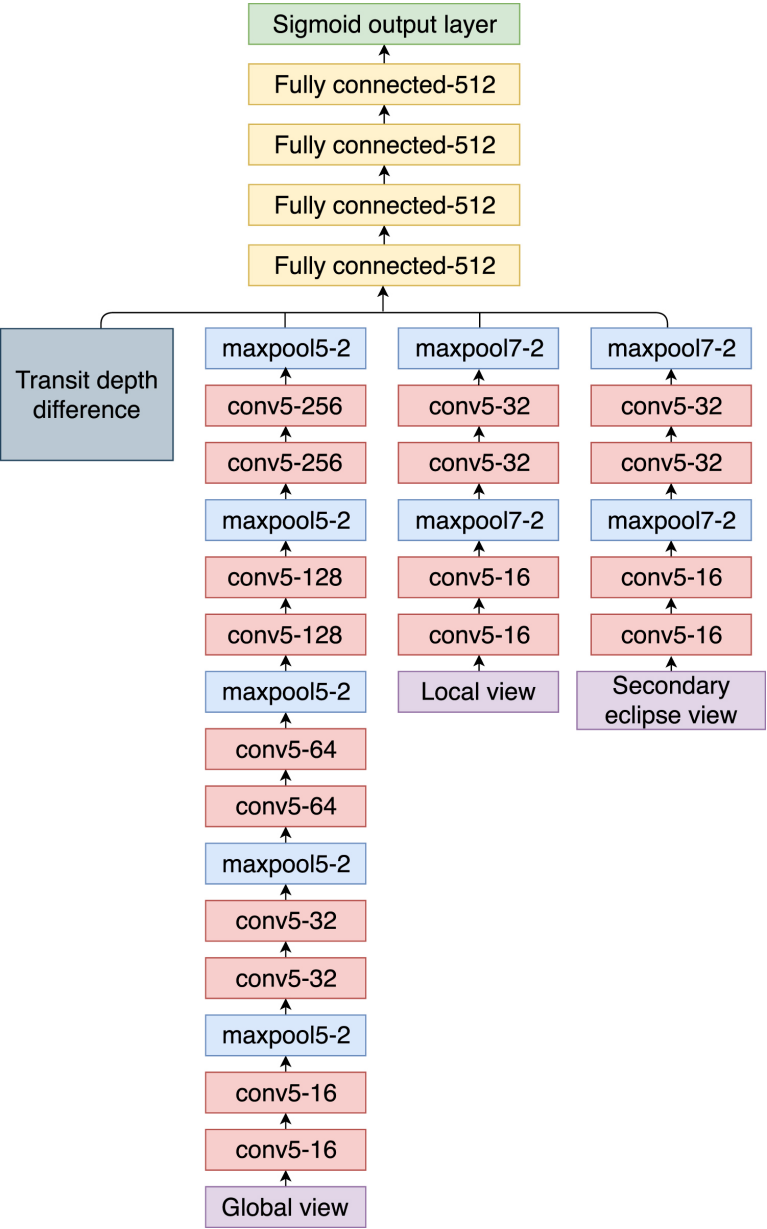 Sigmoid output layer
Fully connected-512
Fully connected-512
Fully connected-512
Fully connected-512
Transit depth
difference
maxpool5-2
conv5-256
conv5-256
maxpool5-2
conv5-128
conv5-128
maxpool5-2
conv5-64
conv5-64
maxpool5-2
conv5-32
conv5-32
maxpool5-2
conv5-16
conv5-16
Global view
maxpool7-2
conv5-32
conv5-32
maxpool7-2
conv5-16
conv5-16
Local view
maxpool7-2
conv5-32
conv5-32
maxpool7-2
conv5-16
conv5-16
Secondary
eclipse view